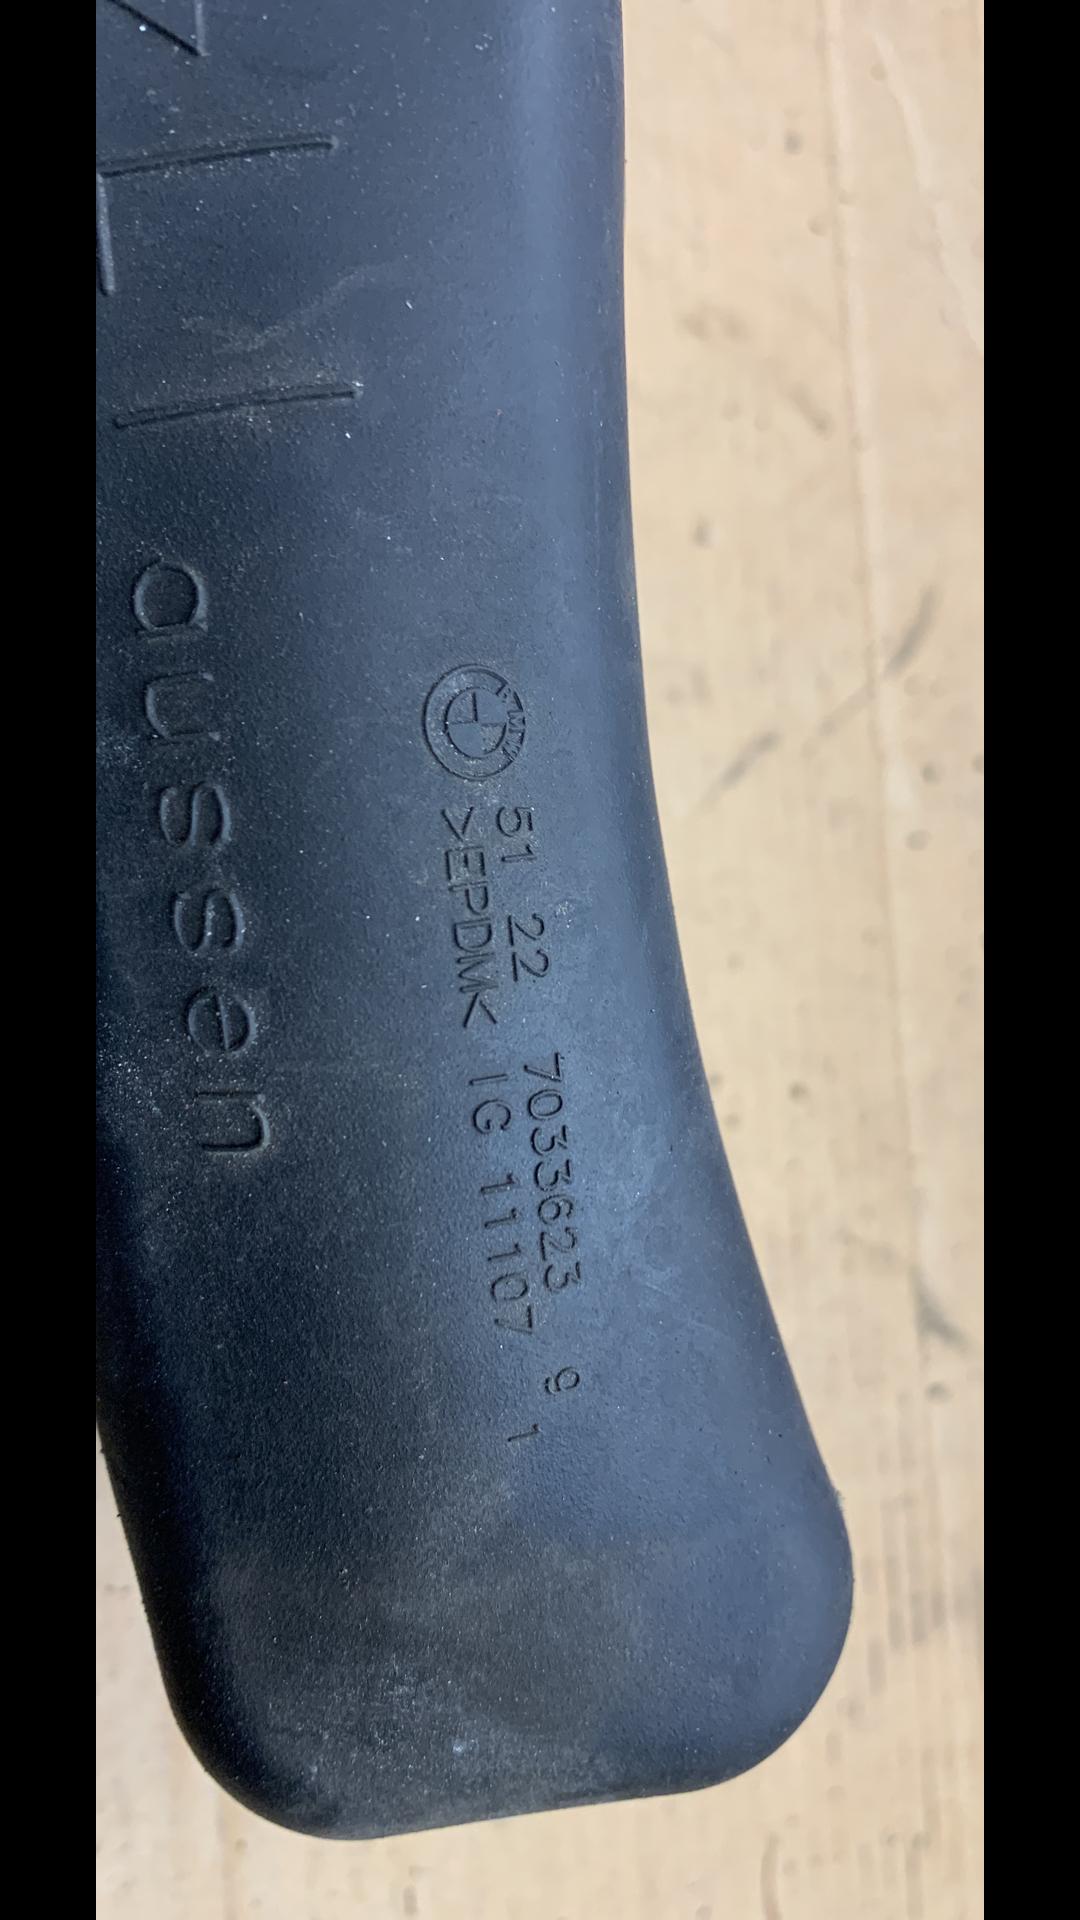 aussen
BMW
51 22 7033623 9
>EPDM< IG 11107 1